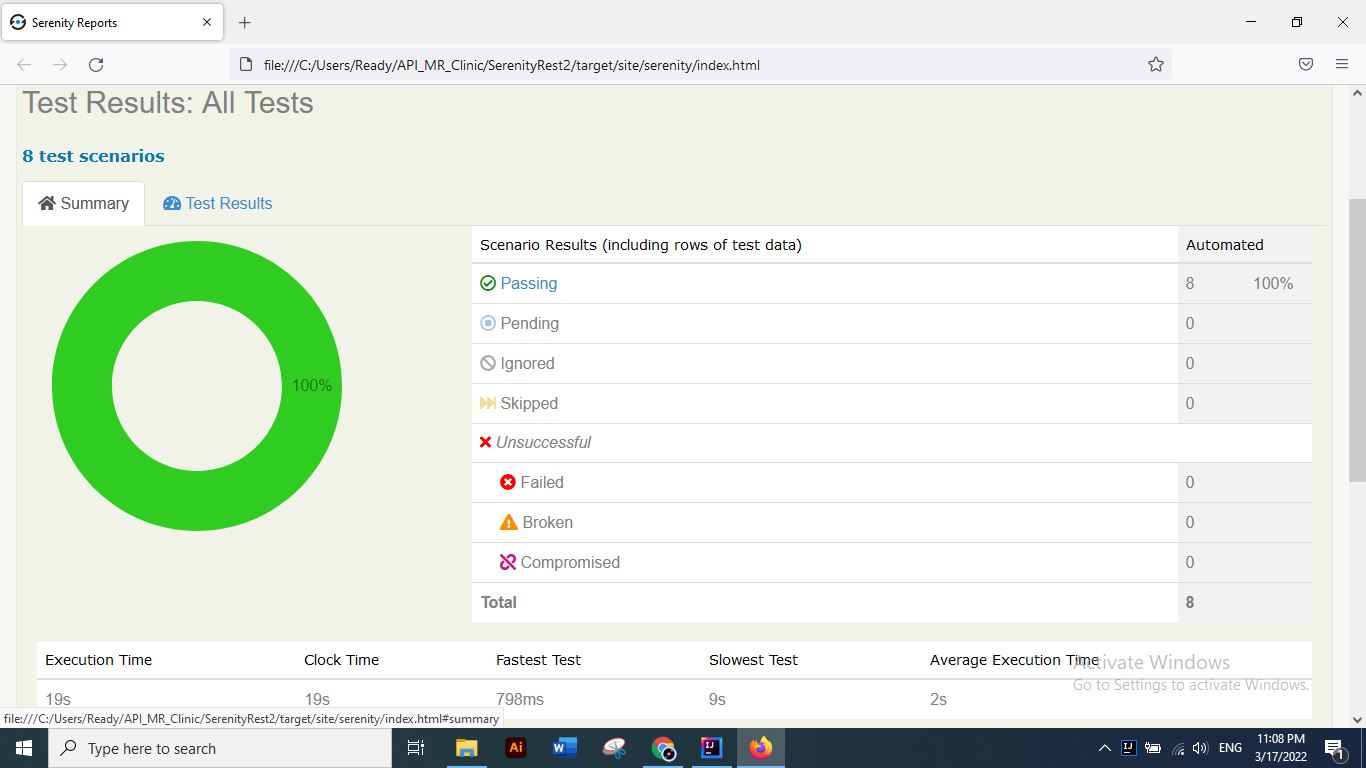 Serenity Reports
file:///C:/Users/Ready/API_MR_Clinic/SerenityRest2/target/site/serenity/index.html
Test Results: All Tests
8 test scenarios
Summary Test Results
Scenario Results (including rows of test data) Automated
100%
Passing 8 100%
Pending 0
Ignored 0
Skipped 0
Unsuccessful
Failed 0
Broken 0
Compromised 0
Total 8
Execution Time Clock Time Fastest Test Slowest Test Average Execution Time
Activate Windows
Go to Settings to activate Windows.
19s 19s 798ms 9s 2s
file:///C:/Users/Ready/API_MR_Clinic/SerenityRest2/target/site/serenity/index.html#summary
Type here to search
Ai
W
IJ
IJ
ENG
11:08 PM
3/17/2022
1